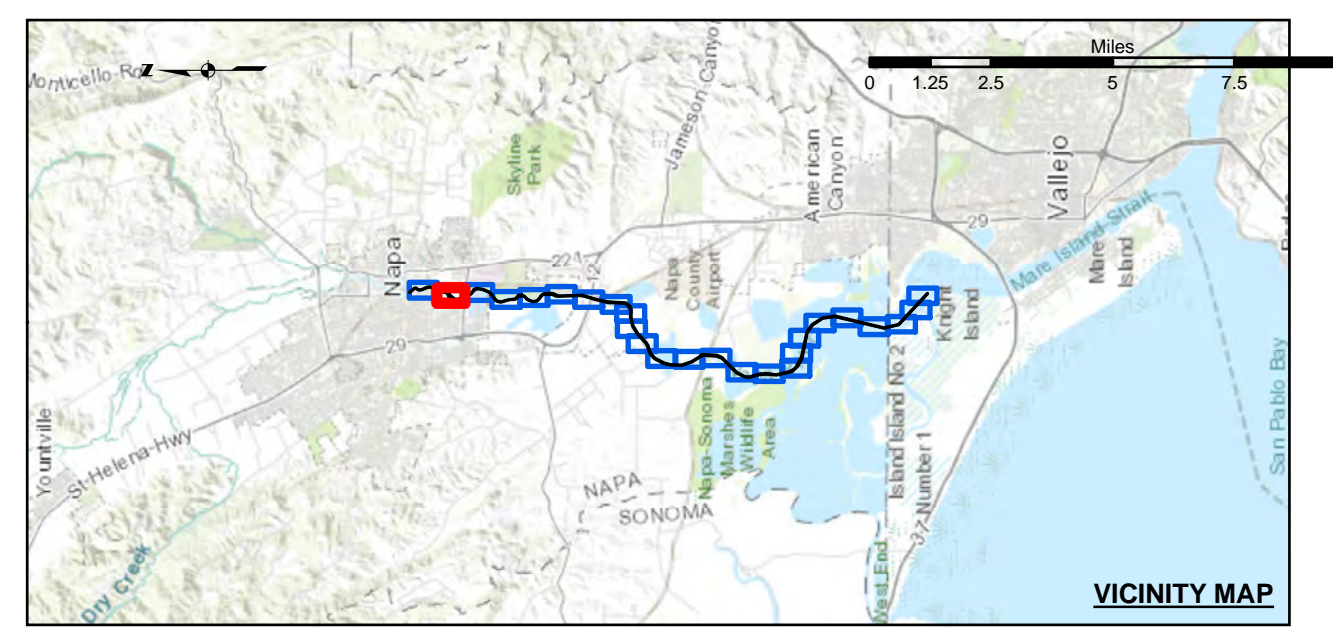 Miles
0 1.25 2.5 5 7.5
Z
Monticello-Rd
Jameson-Canyo
Skyline
Park
American
Canyon
Vallejo
29
Mare Island Strait
Mare
Island
Napa
221
12
Napa
County
Airport
Knight
Island
29
Island Island No 2
37-Number 1
Napa-Sonoma
Marshes
Wildlife
Area
San Pablo Bay
Yountville
St-Helena-Hwy
NAPA
SONOMA
Dry Creek
West End
VICINITY MAP